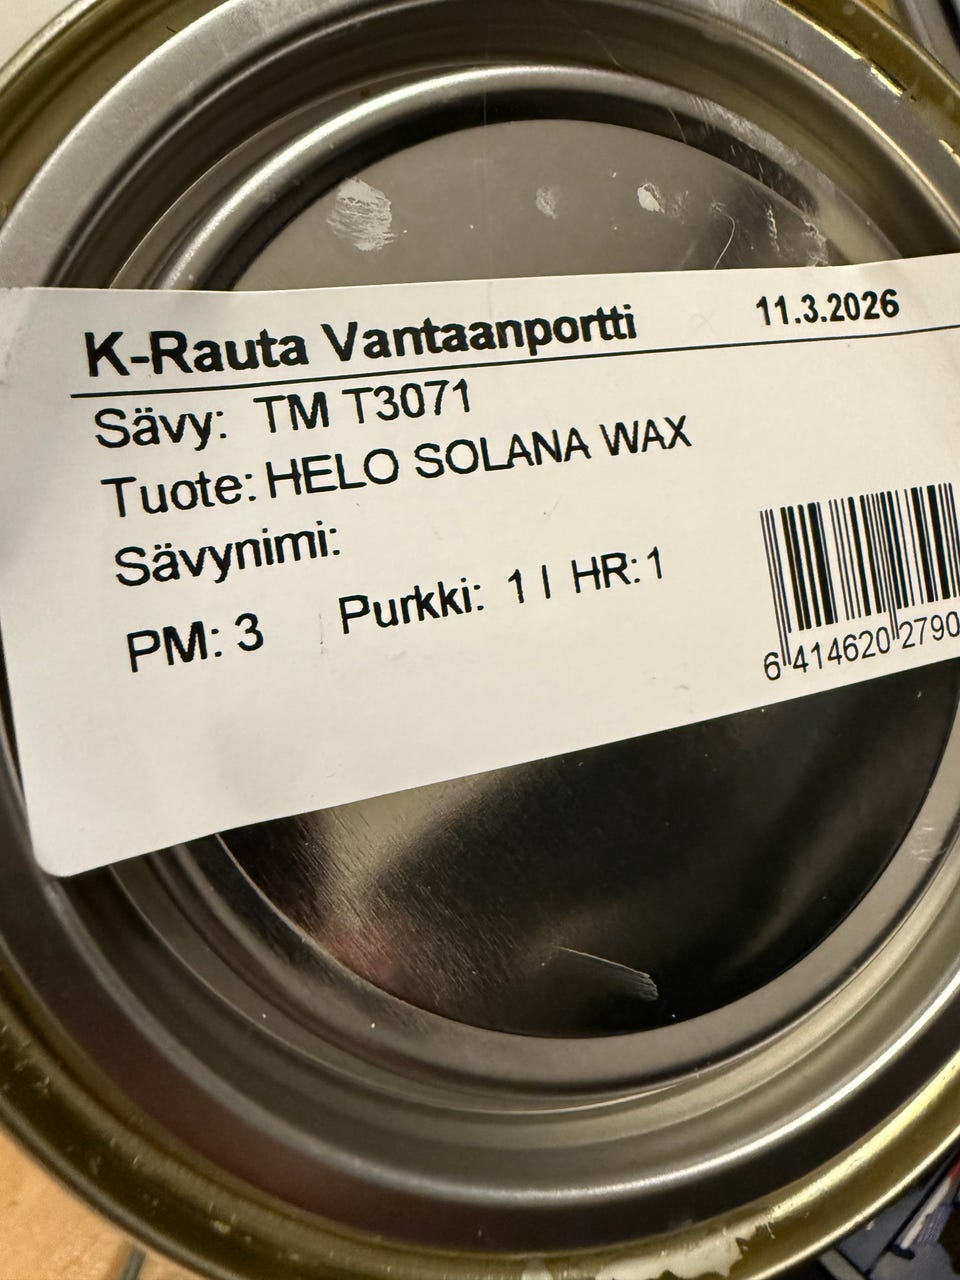 K-Rauta Vantaanportti 11.3.2026
Sävy: TM T3071
Tuote: HELO SOLANA WAX
Sävynimi:
PM: 3 Purkki: 1 l HR: 1
6 414620 2790